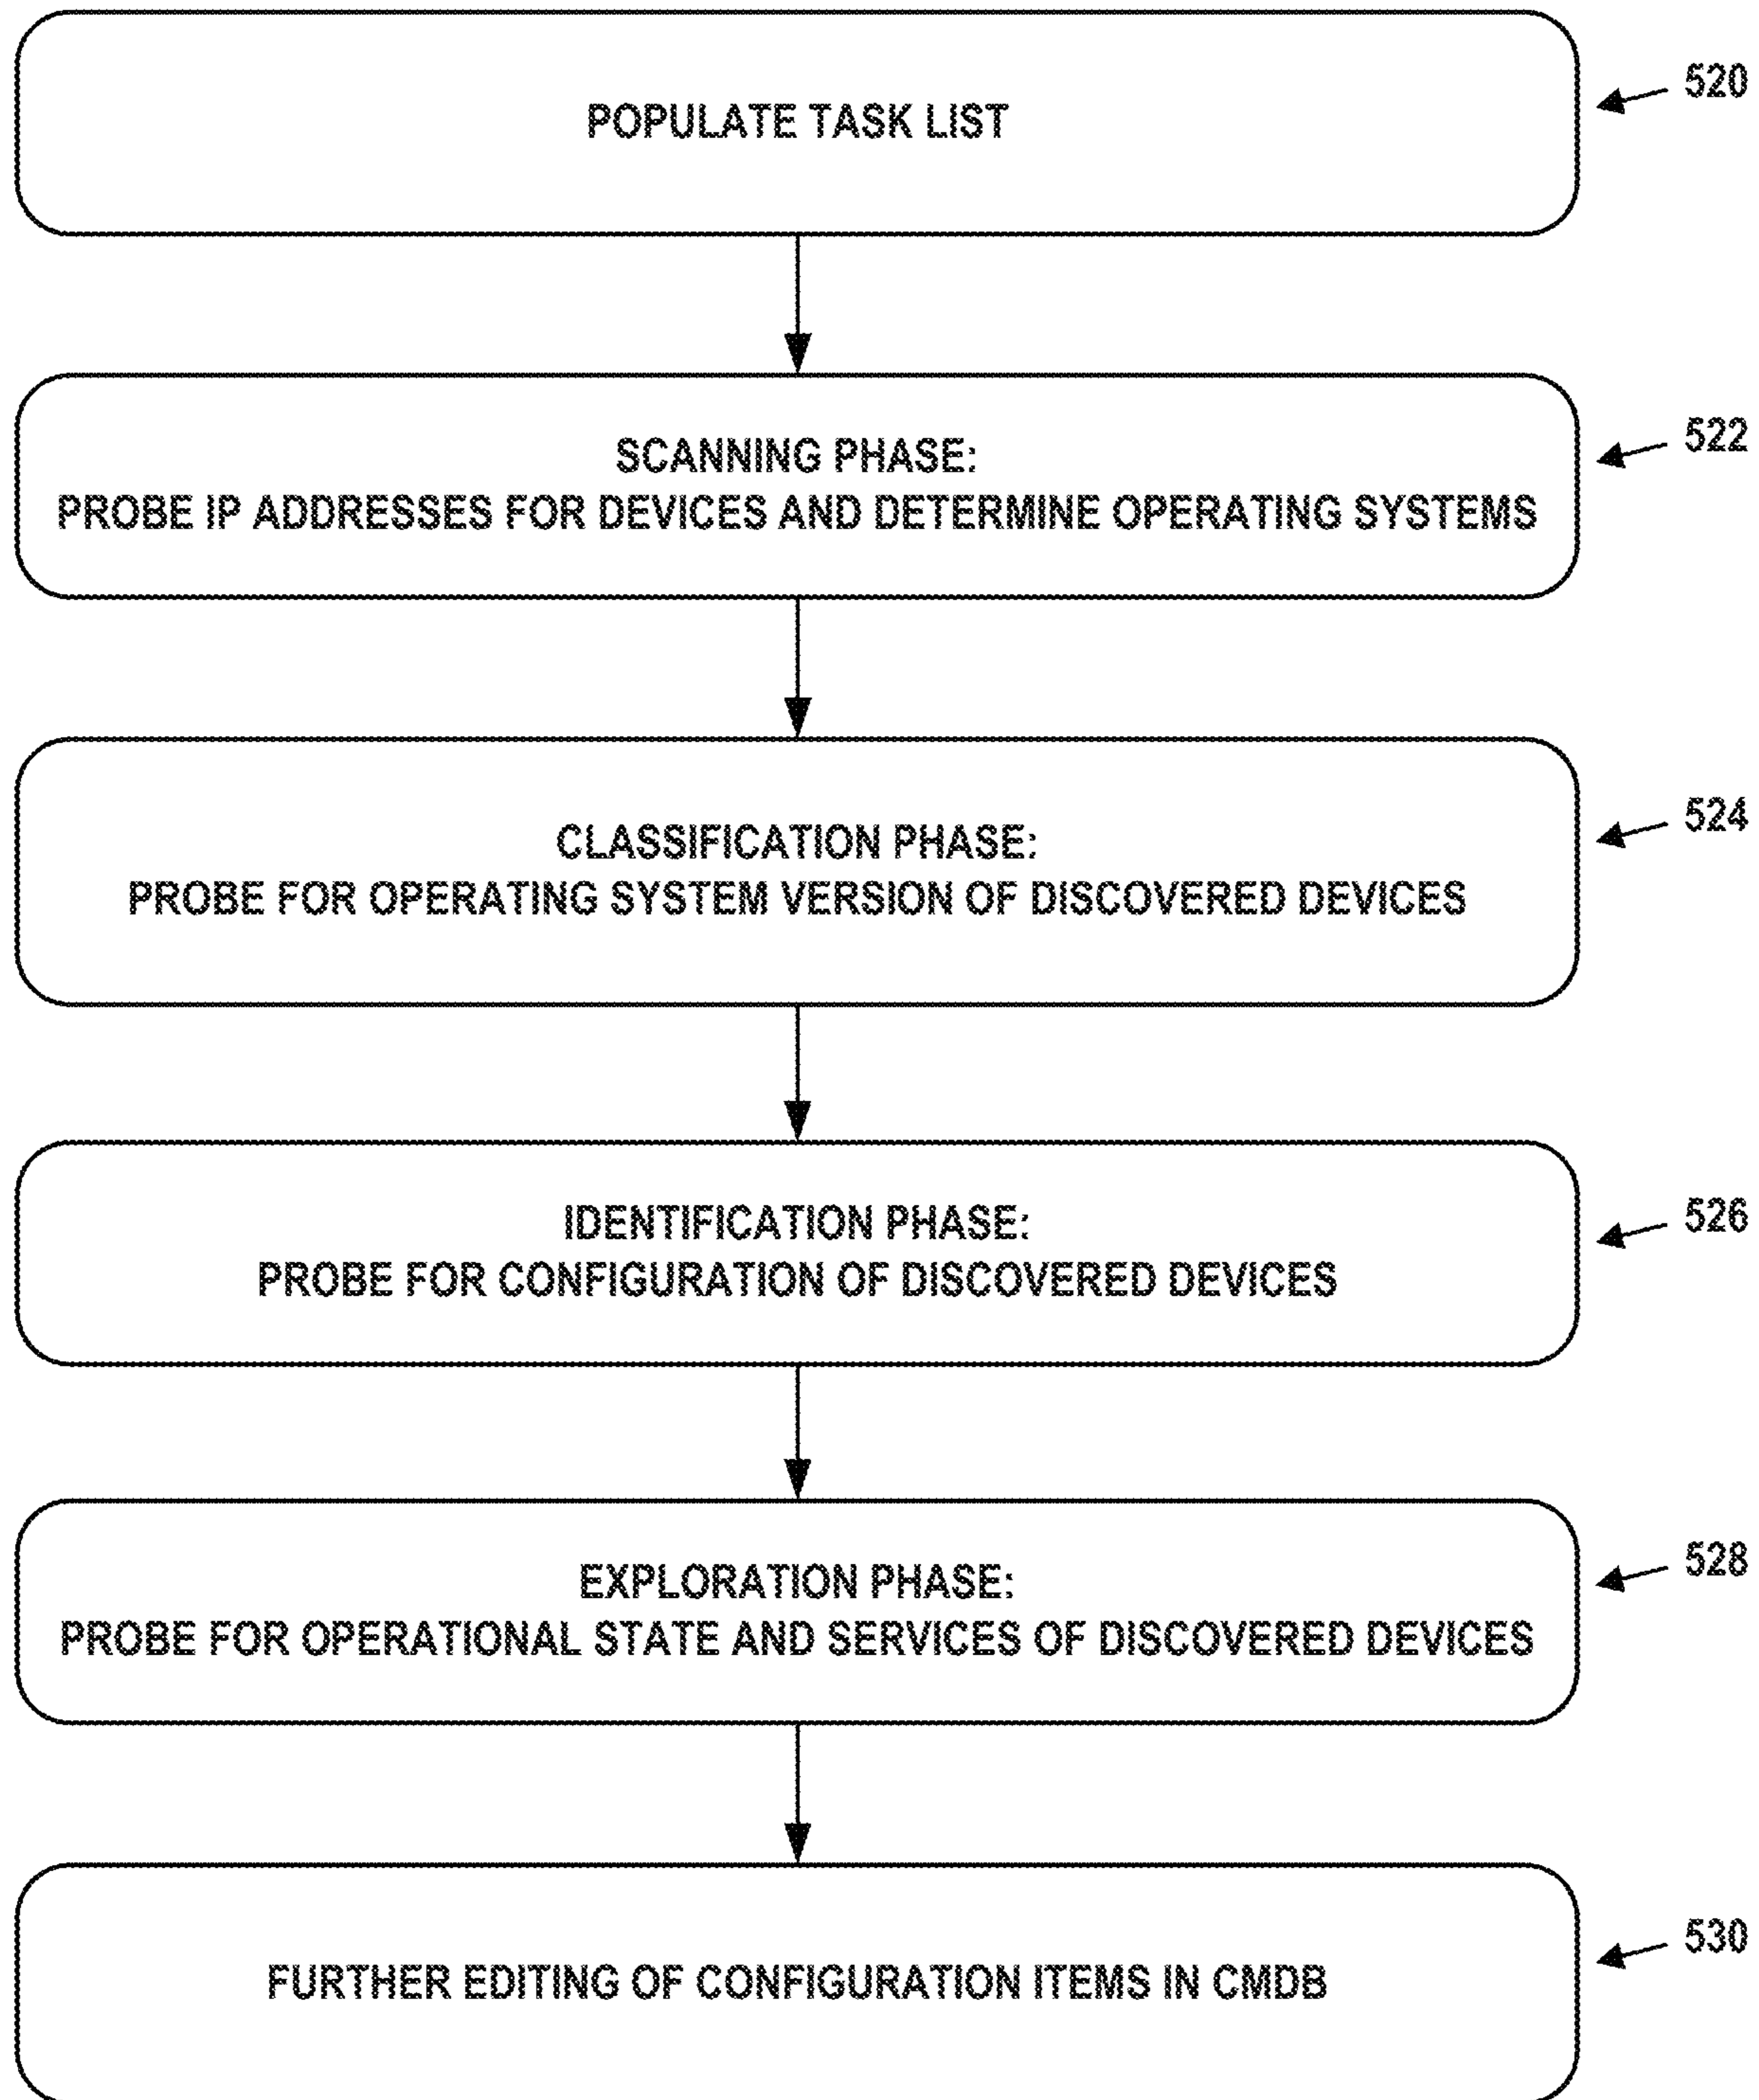 POPULATE TASK LIST
520
SCANNING PHASE:
PROBE IP ADDRESSES FOR DEVICES AND DETERMINE OPERATING SYSTEMS
522
CLASSIFICATION PHASE:
PROBE FOR OPERATING SYSTEM VERSION OF DISCOVERED DEVICES
524
IDENTIFICATION PHASE:
PROBE FOR CONFIGURATION OF DISCOVERED DEVICES
526
EXPLORATION PHASE:
PROBE FOR OPERATIONAL STATE AND SERVICES OF DISCOVERED DEVICES
528
FURTHER EDITING OF CONFIGURATION ITEMS IN CMDB
530